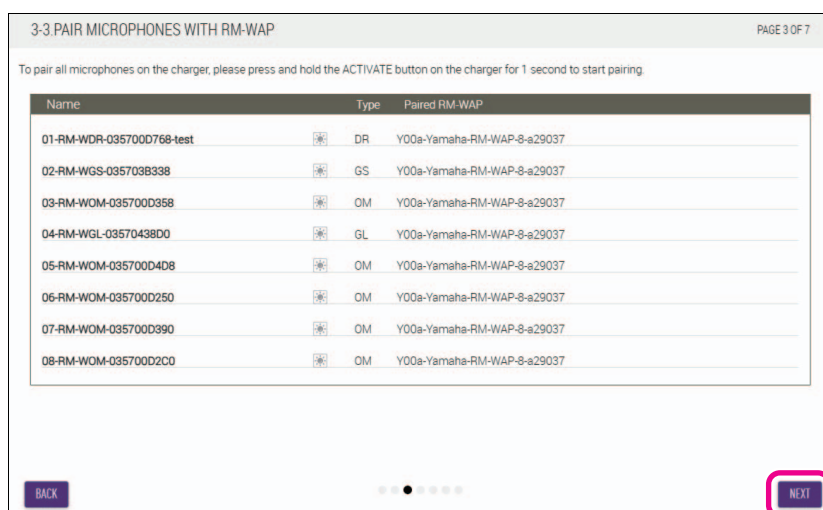 3-3.PAIR MICROPHONES WITH RM-WAP PAGE 3 OF 7
To pair all microphones on the charger, please press and hold the ACTIVATE button on the charger for 1 second to start pairing.
Name Type Paired RM-WAP
01-RM-WDR-035700D768-test DR Y00a-Yamaha-RM-WAP-8-a29037
02-RM-WGS-035703B338 GS Y00a-Yamaha-RM-WAP-8-a29037
03-RM-WOM-035700D358 OM Y00a-Yamaha-RM-WAP-8-a29037
04-RM-WGL-03570438D0 GL Y00a-Yamaha-RM-WAP-8-a29037
05-RM-WOM-035700D4D8 OM Y00a-Yamaha-RM-WAP-8-a29037
06-RM-WOM-035700D250 OM Y00a-Yamaha-RM-WAP-8-a29037
07-RM-WOM-035700D390 OM Y00a-Yamaha-RM-WAP-8-a29037
08-RM-WOM-035700D2C0 OM Y00a-Yamaha-RM-WAP-8-a29037
BACK NEXT